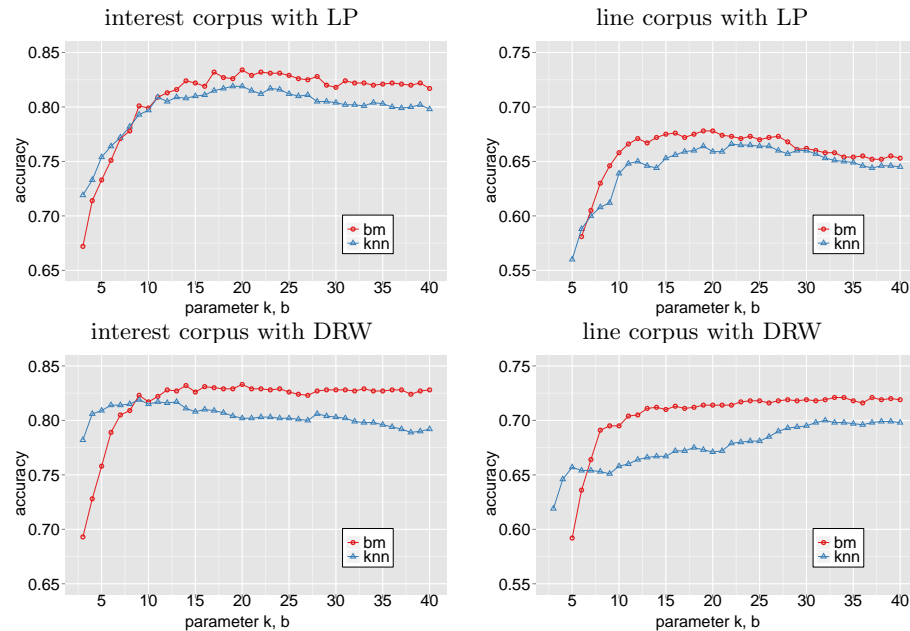 interest corpus with LP
0.85
0.80
0.75
0.70
0.65
accuracy
bm
knn
5 10 15 20 25 30 35 40
parameter k, b
line corpus with LP
0.75
0.70
0.65
0.60
0.55
accuracy
bm
knn
5 10 15 20 25 30 35 40
parameter k, b
interest corpus with DRW
0.85
0.80
0.75
0.70
0.65
accuracy
bm
knn
5 10 15 20 25 30 35 40
parameter k, b
line corpus with DRW
0.75
0.70
0.65
0.60
0.55
accuracy
bm
knn
5 10 15 20 25 30 35 40
parameter k, b